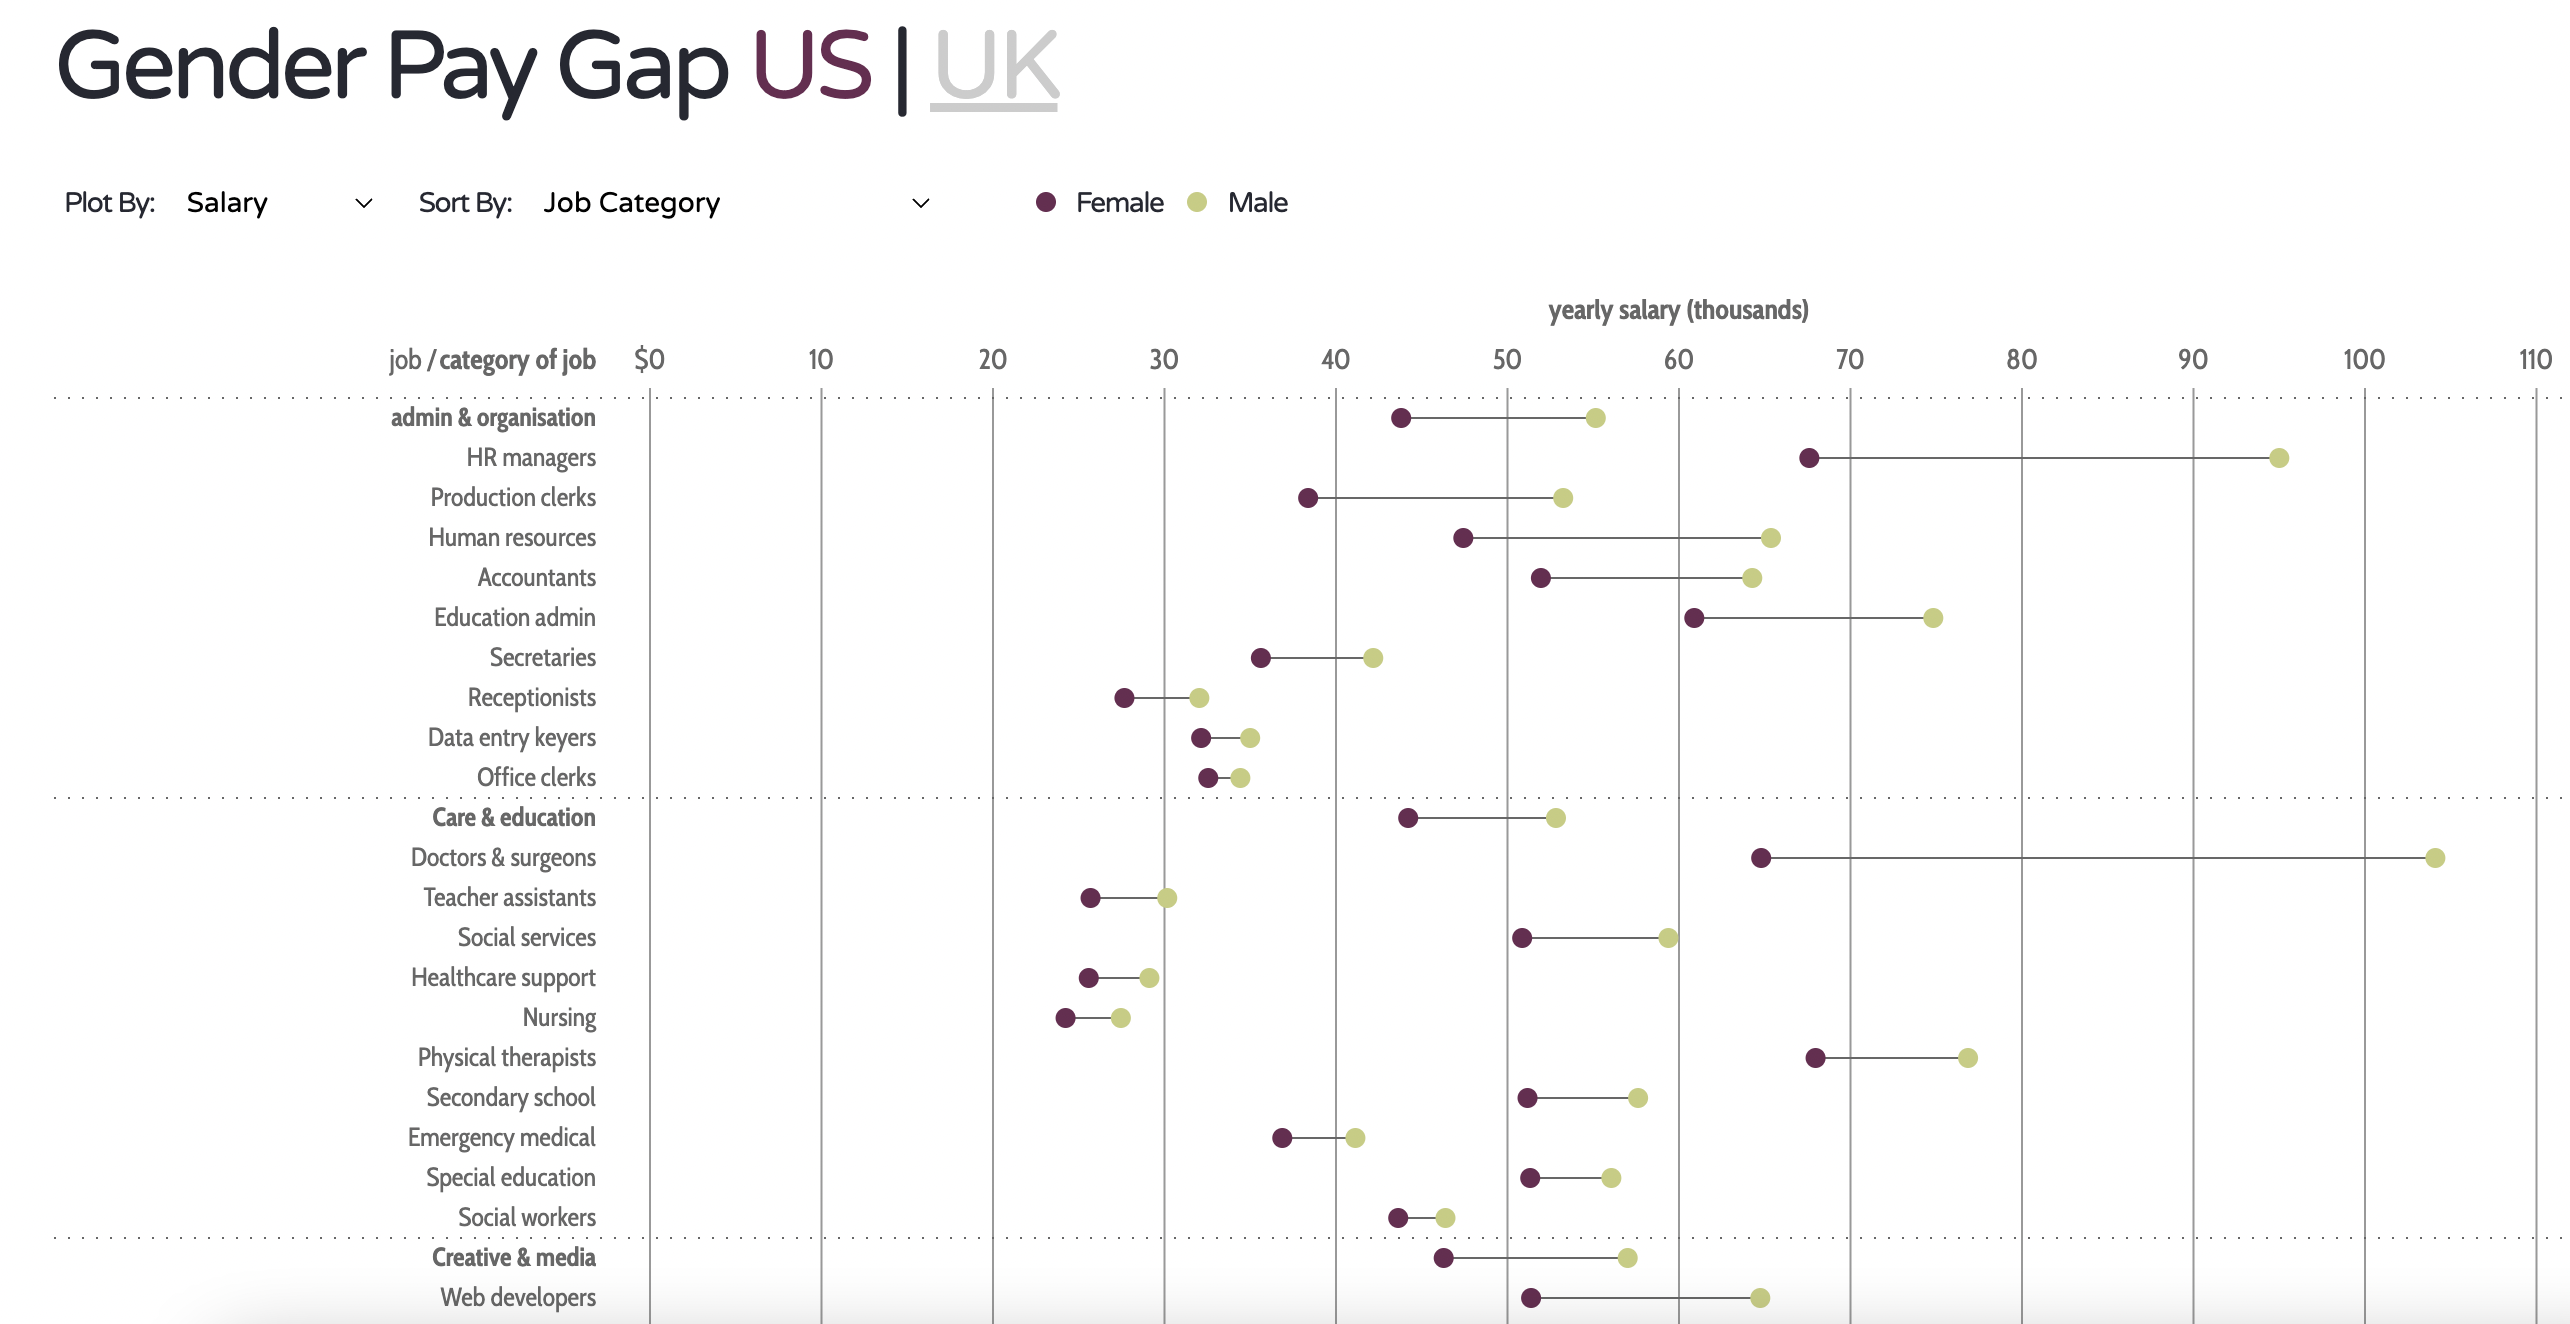 Gender Pay Gap US | UK
Plot By: Salary Sort By: Job Category Female Male
yearly salary (thousands)
job / category of job $0 10 20 30 40 50 60 70 80 90 100 110
admin & organisation
HR managers
Production clerks
Human resources
Accountants
Education admin
Secretaries
Receptionists
Data entry keyers
Office clerks
Care & education
Doctors & surgeons
Teacher assistants
Social services
Healthcare support
Nursing
Physical therapists
Secondary school
Emergency medical
Special education
Social workers
Creative & media
Web developers